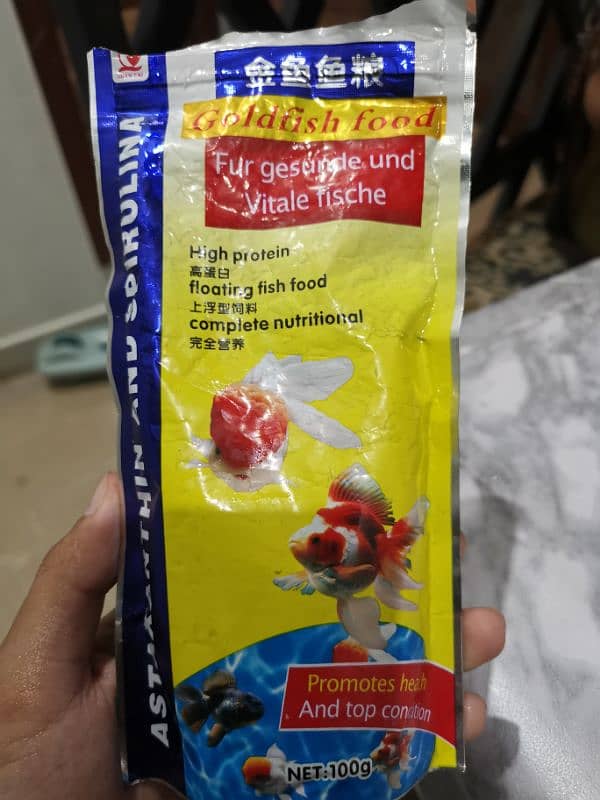 金鱼鱼粮
Goldfish food
Fur gesunde und
Vitale fische
High protein
高蛋白
floating fish food
上浮型饲料
complete nutritional
完全营养
ASTAXANTHIN AND SPIRULINA
Promotes health
And top condition
NET:100g